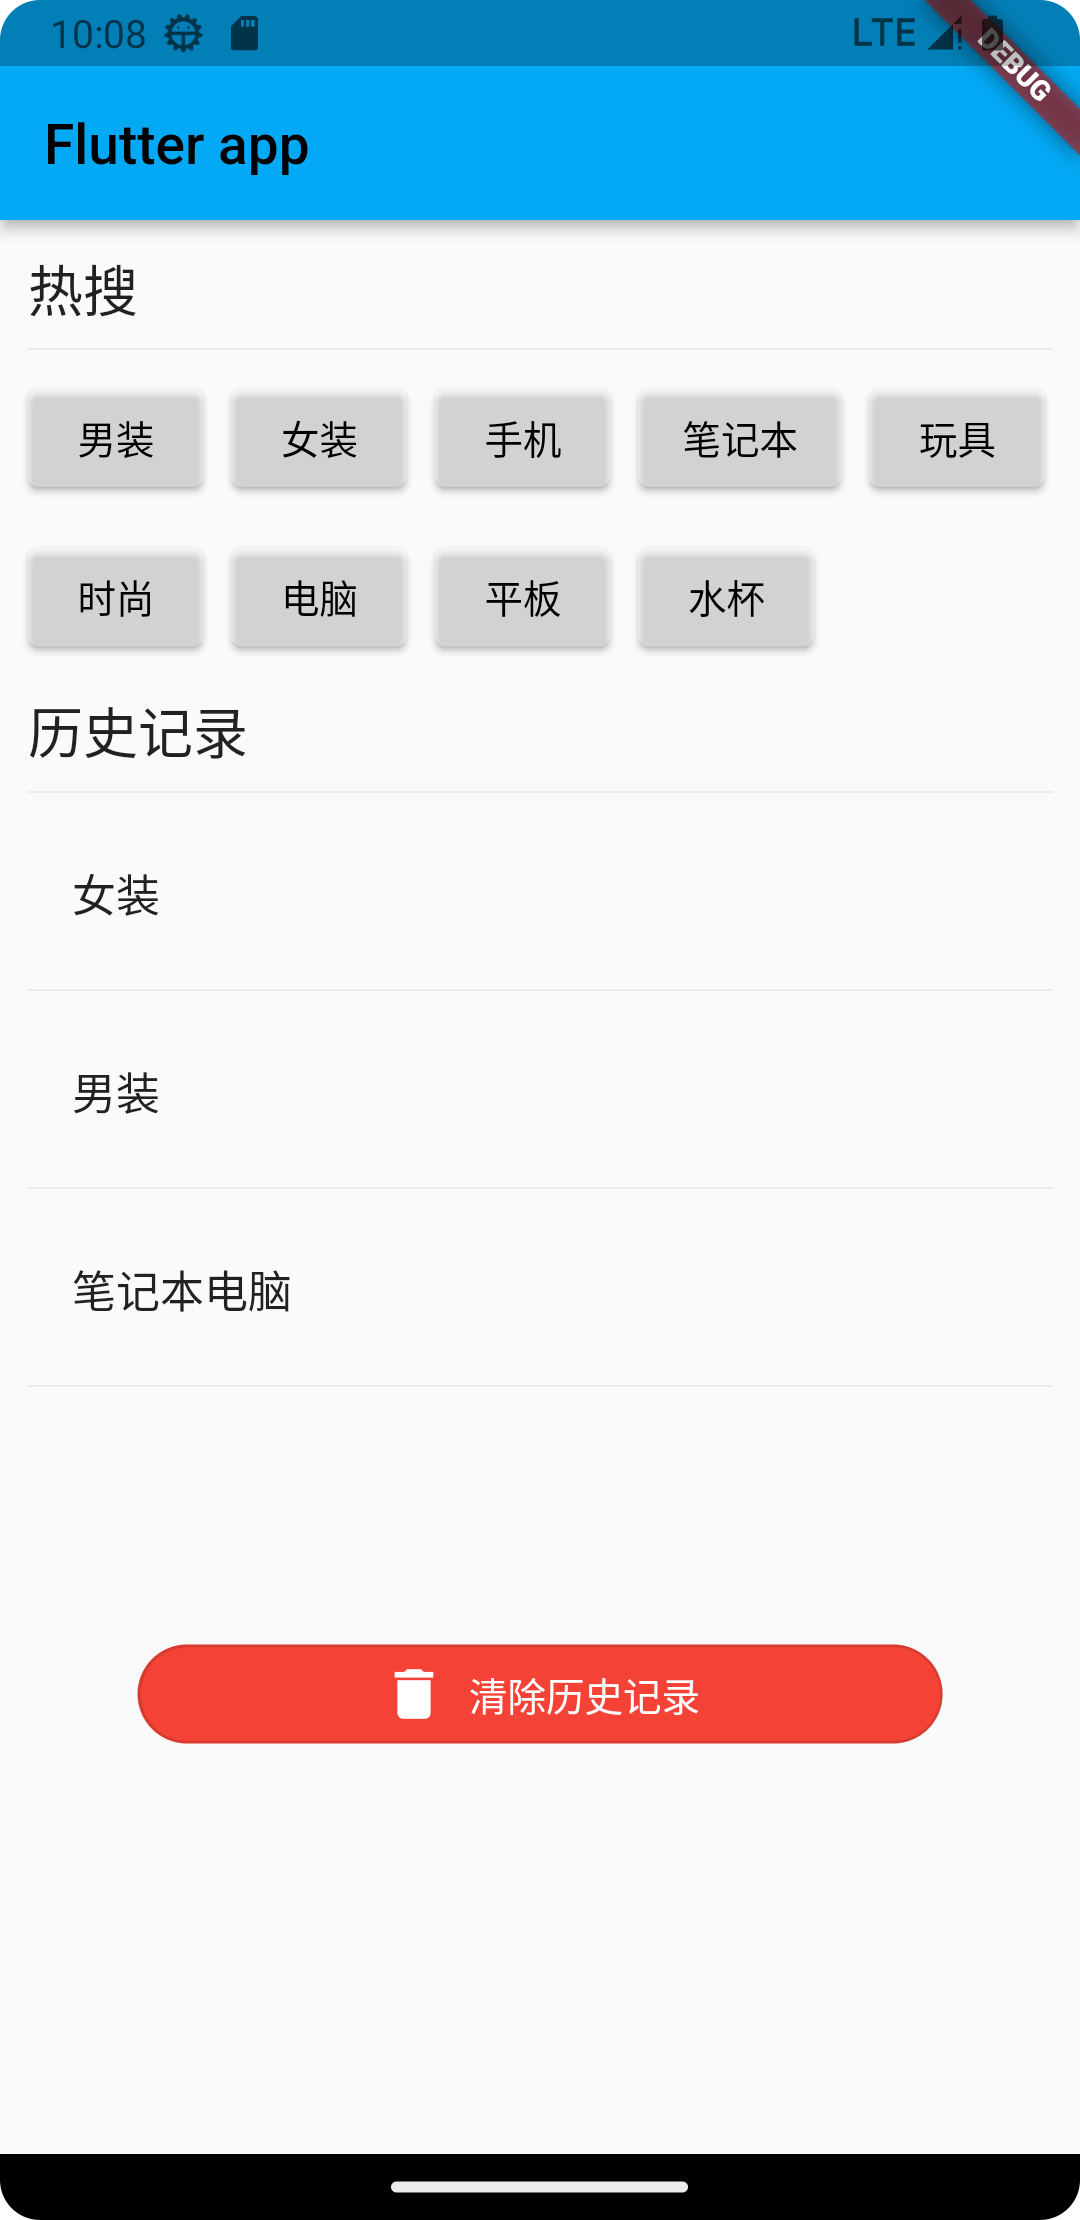 10:08 LTE
DEBUG
Flutter app
热搜
男装 女装 手机 笔记本 玩具
时尚 电脑 平板 水杯
历史记录
女装
男装
笔记本电脑
清除历史记录